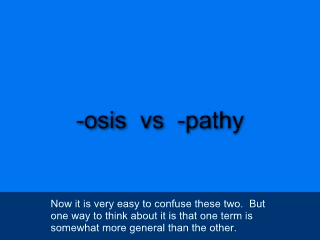 -osis  vs  -pathy
Now it is very easy to confuse these two.  But
one way to think about it is that one term is
somewhat more general than the other.